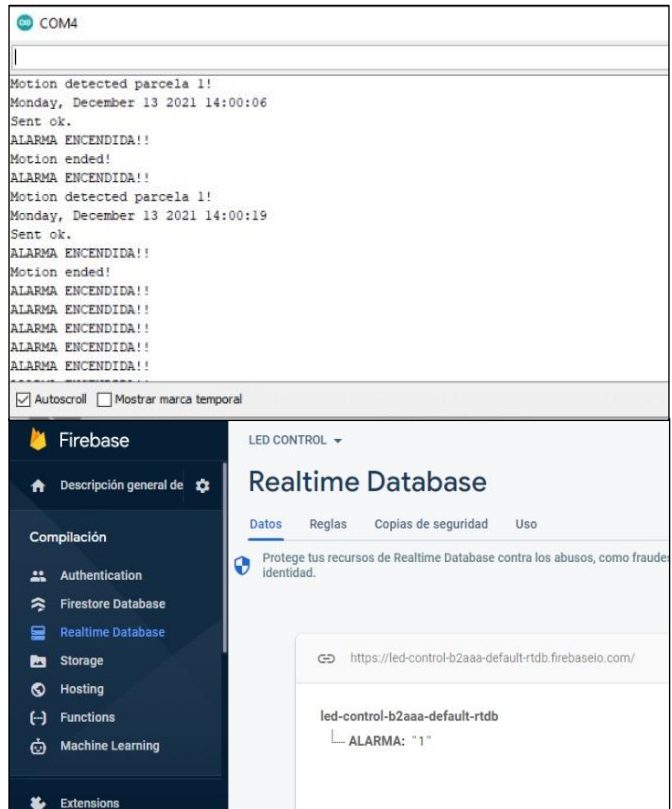 COM4
Motion detected parcela 1!
Monday, December 13 2021 14:00:06
Sent ok.
ALARMA ENCENDIDA!!
Motion ended!
ALARMA ENCENDIDA!!
Motion detected parcela 1!
Monday, December 13 2021 14:00:19
Sent ok.
ALARMA ENCENDIDA!!
Motion ended!
ALARMA ENCENDIDA!!
ALARMA ENCENDIDA!!
ALARMA ENCENDIDA!!
ALARMA ENCENDIDA!!
ALARMA ENCENDIDA!!
Autoscroll Mostrar marca temporal
Firebase
Descripción general de
Compilación
Authentication
Firestore Database
Realtime Database
Storage
Hosting
Functions
Machine Learning
Extensions
LED CONTROL
Realtime Database
Datos Reglas Copias de seguridad Uso
Protege tus recursos de Realtime Database contra los abusos, como fraude
identidad.
https://led-control-b2aaa-default-rtdb.firebaseio.com/
led-control-b2aaa-default-rtdb
ALARMA: "1"